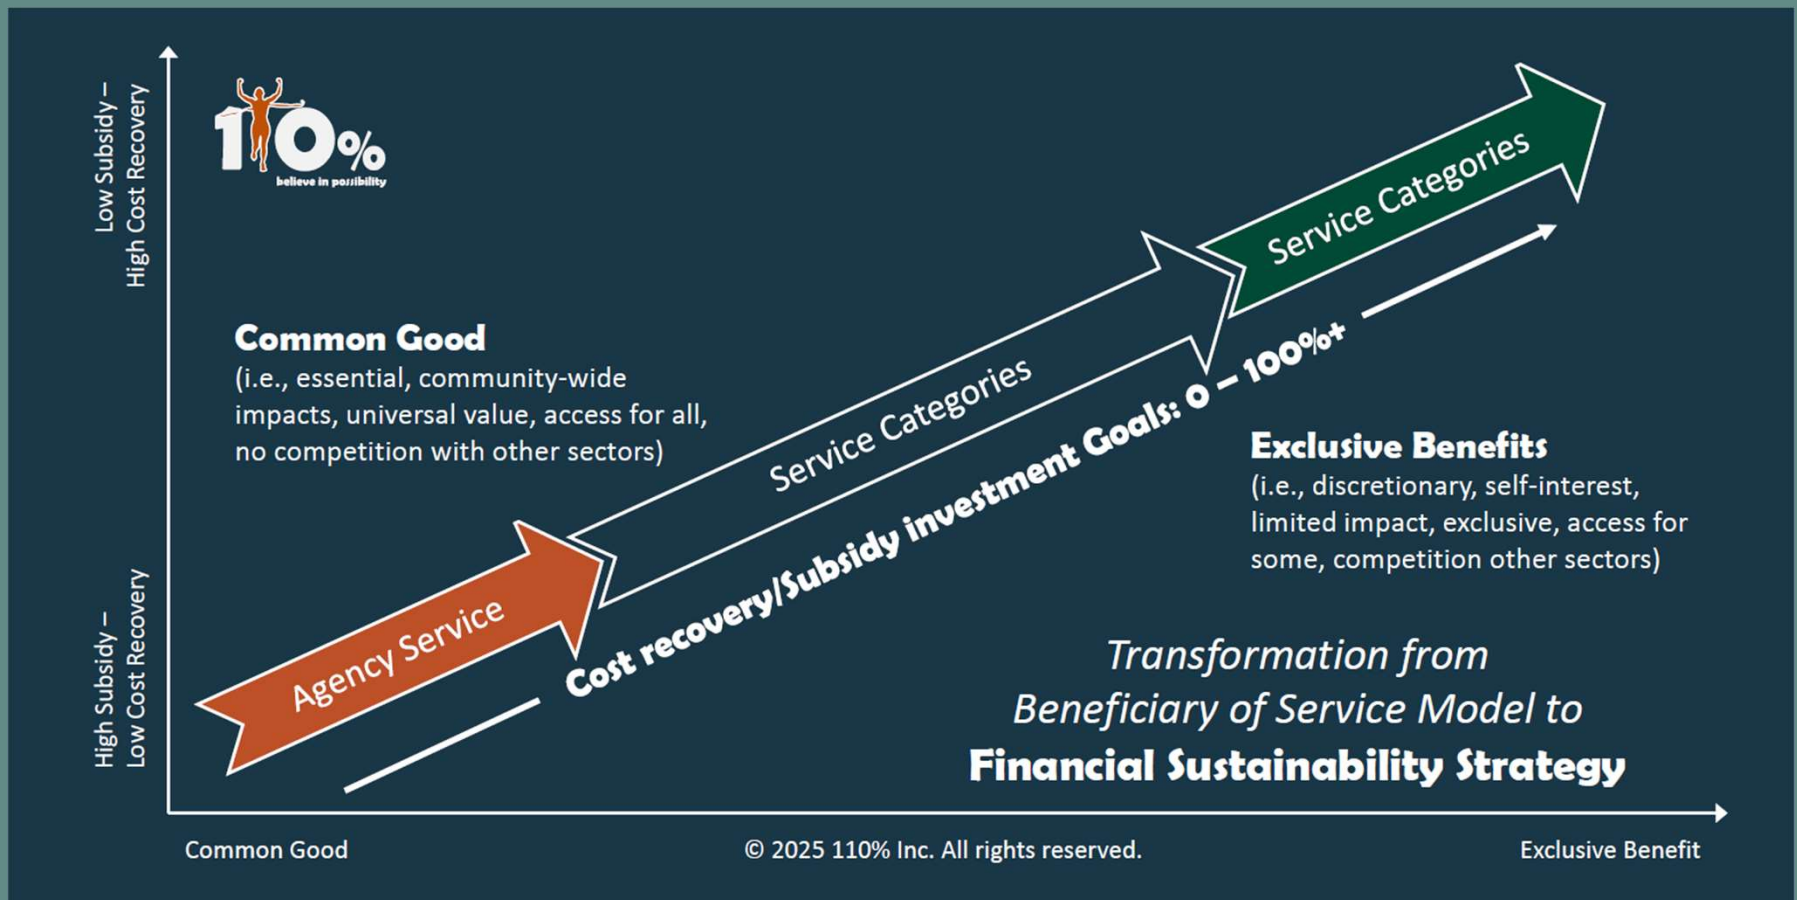 Low Subsidy –
High Cost Recovery
110%
believe in possibility
Service Categories
Common Good
(i.e., essential, community-wide
impacts, universal value, access for all,
no competition with other sectors)
Service Categories
Cost recovery/Subsidy investment Goals: 0 – 100%+
Exclusive Benefits
(i.e., discretionary, self-interest,
limited impact, exclusive, access for
some, competition other sectors)
Agency Service
High Subsidy –
Low Cost Recovery
Transformation from
Beneficiary of Service Model to
Financial Sustainability Strategy
Common Good
© 2025 110% Inc. All rights reserved.
Exclusive Benefit